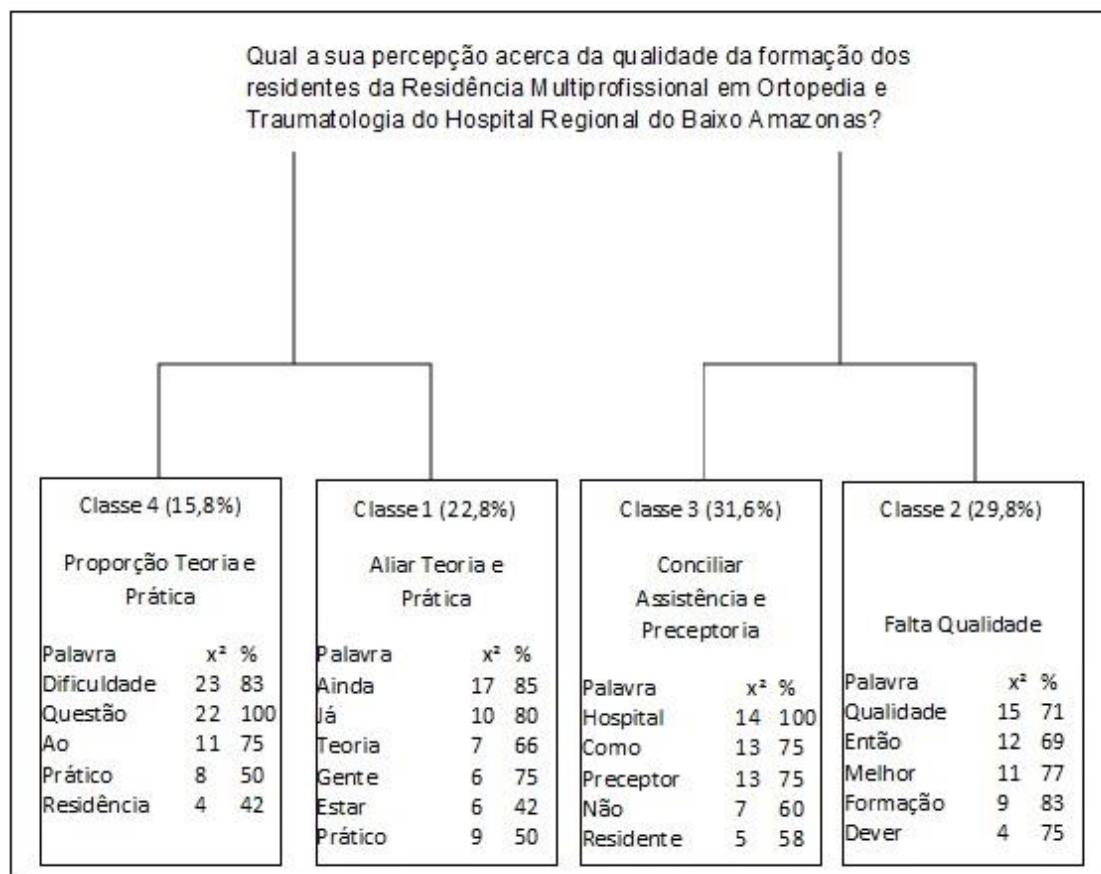 Qual a sua percepção acerca da qualidade da formação dos
residentes da Residência Multiprofissional em Ortopedia e
Traumatologia do Hospital Regional do Baixo Amazonas?
Classe 4 (15,8%)
Proporção Teoria e
Prática
Palavra x² %
Dificuldade 23 83
Questão 22 100
Ao 11 75
Prático 8 50
Residência 4 42
Classe 1 (22,8%)
Aliar Teoria e
Prática
Palavra x² %
Ainda 17 85
Já 10 80
Teoria 7 66
Gente 6 75
Estar 6 42
Prático 9 50
Classe 3 (31,6%)
Conciliar
Assistência e
Preceptoria
Palavra x² %
Hospital 14 100
Como 13 75
Preceptor 13 75
Não 7 60
Residente 5 58
Classe 2 (29,8%)
Falta Qualidade
Palavra x² %
Qualidade 15 71
Então 12 69
Melhor 11 77
Formação 9 83
Dever 4 75